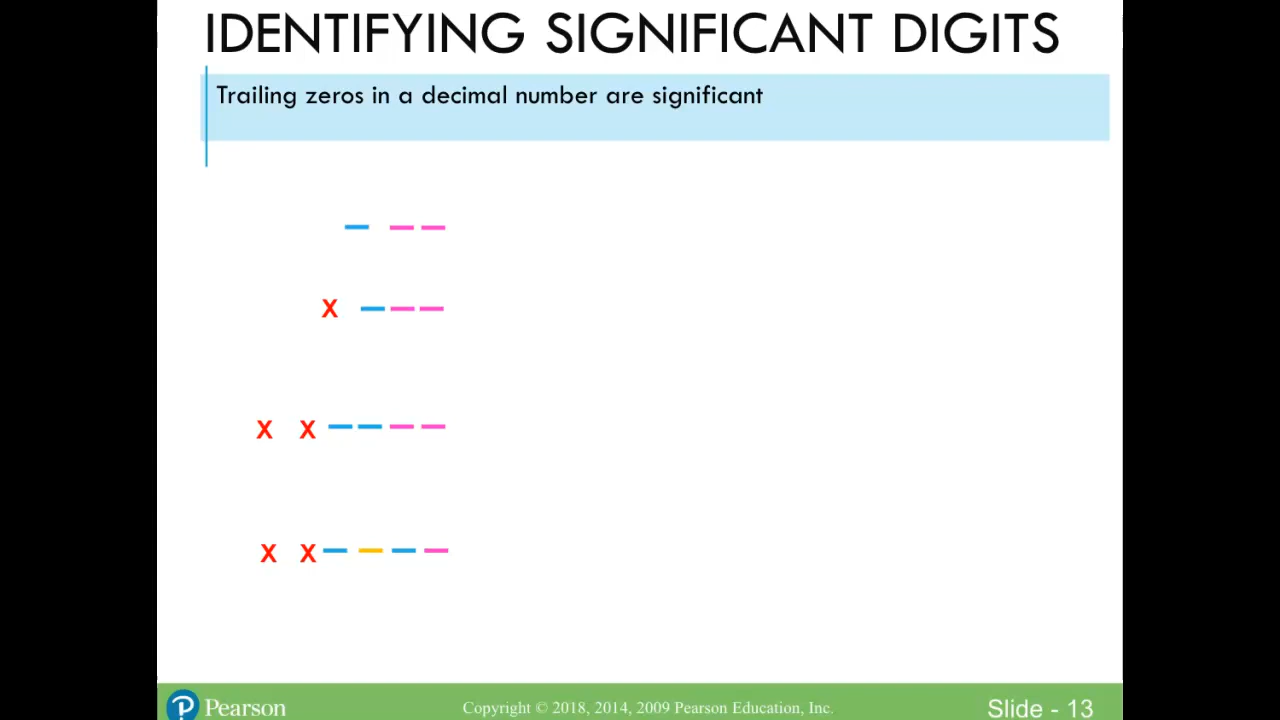 IDENTIFYING SIGNIFICANT DIGITS
Trailing zeros in a decimal number are significant
X
X X
X X
Pearson Copyright © 2018, 2014, 2009 Pearson Education, Inc. Slide - 13